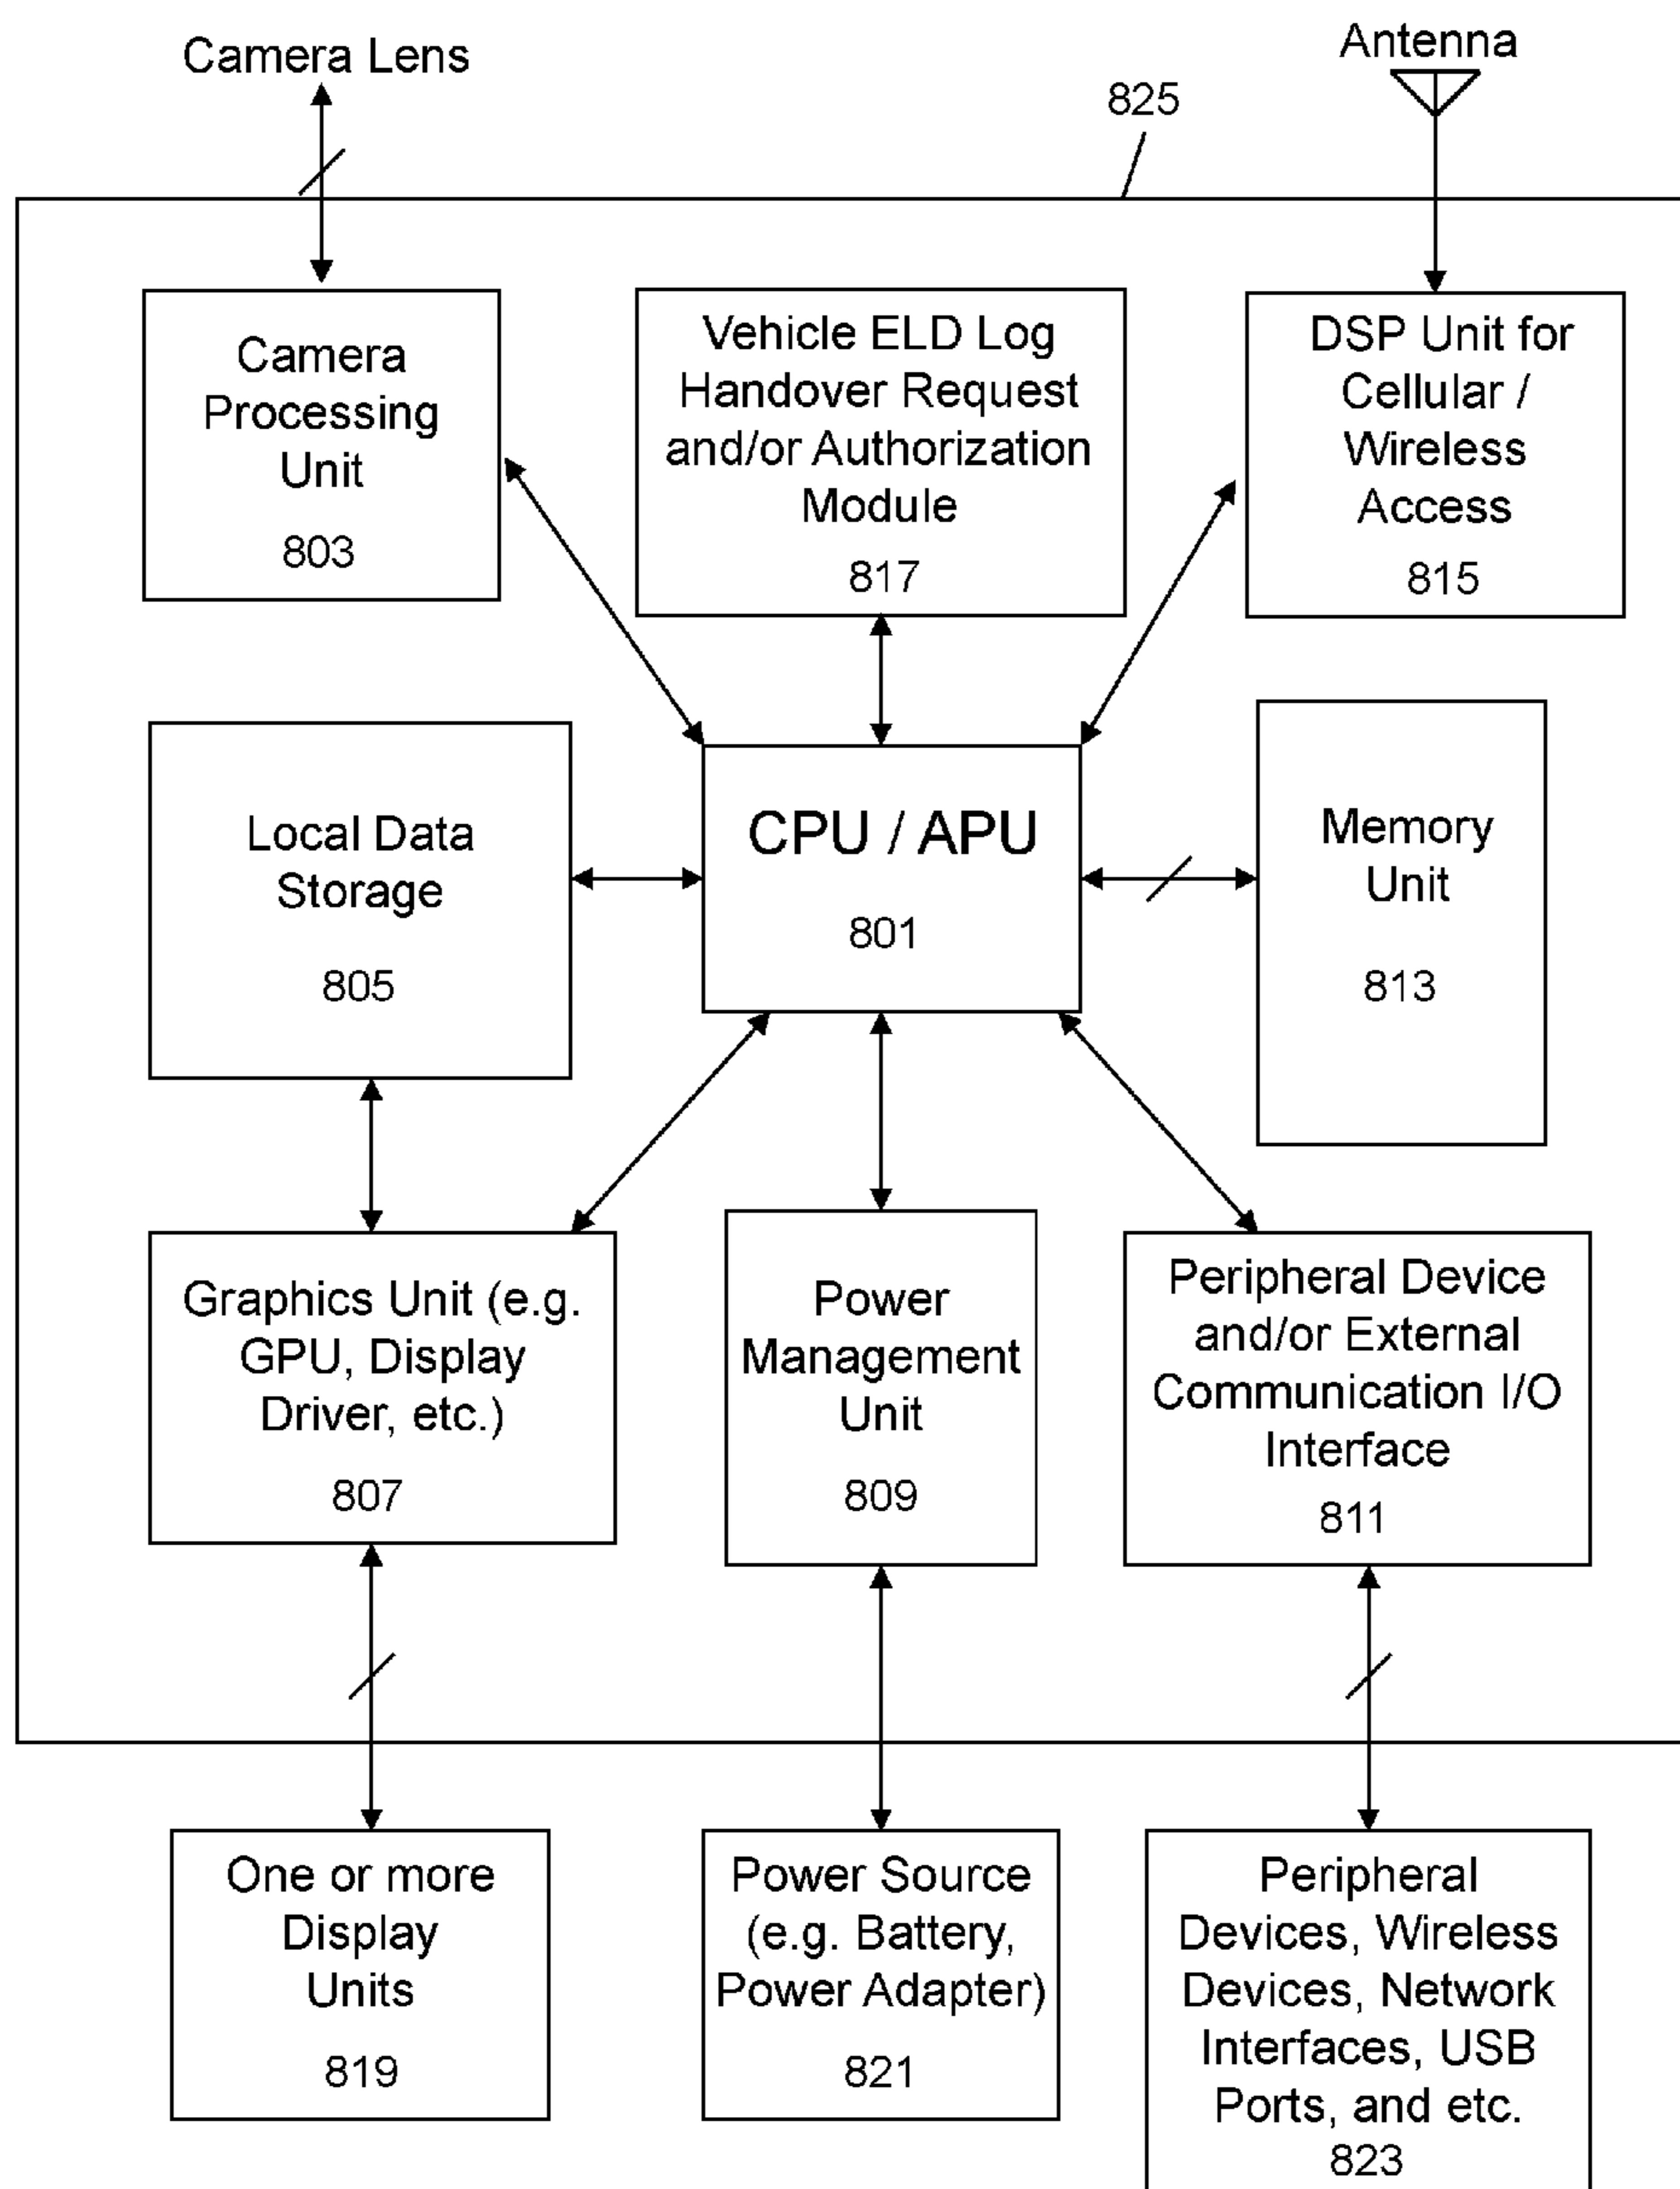 Camera Lens
Antenna
825
Camera
Processing
Unit
803
Vehicle ELD Log
Handover Request
and/or Authorization
Module
817
DSP Unit for
Cellular /
Wireless
Access
815
Local Data
Storage
805
CPU / APU
801
Memory
Unit
813
Graphics Unit (e.g.
GPU, Display
Driver, etc.)
807
Power
Management
Unit
809
Peripheral Device
and/or External
Communication I/O
Interface
811
One or more
Display
Units
819
Power Source
(e.g. Battery,
Power Adapter)
821
Peripheral
Devices, Wireless
Devices, Network
Interfaces, USB
Ports, and etc.
823